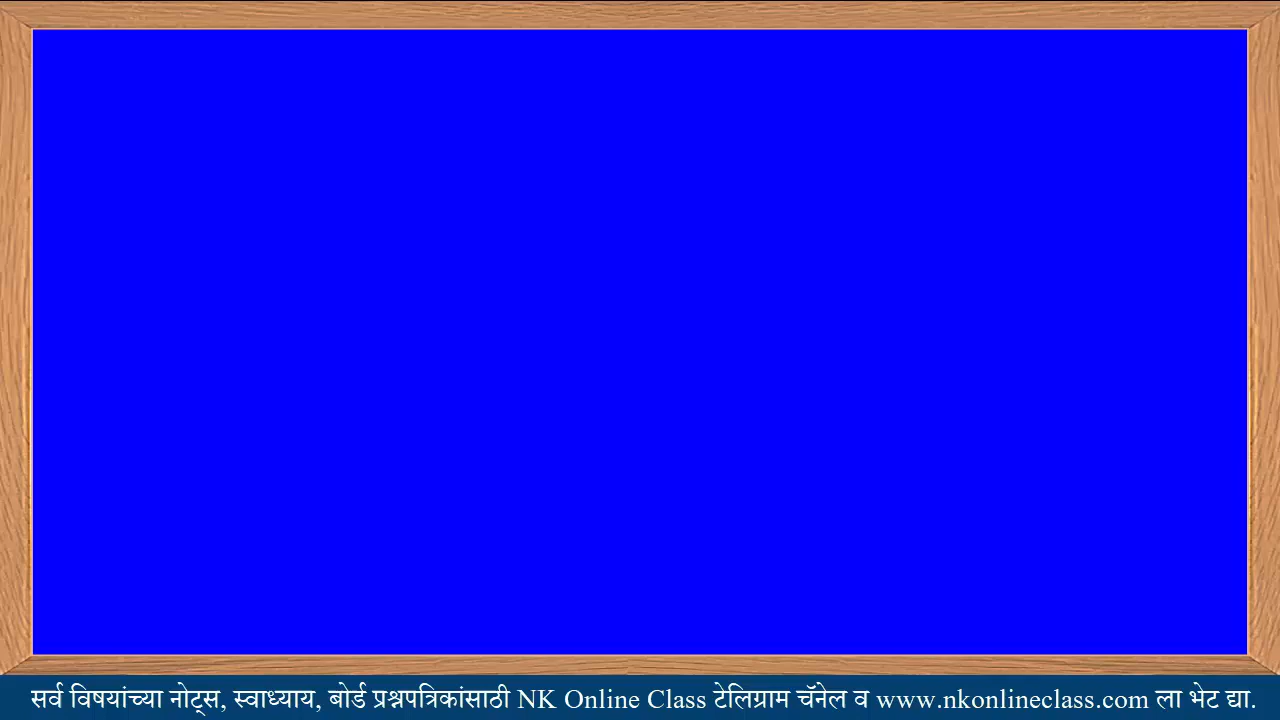 सर्व विषयांच्या नोट्स, स्वाध्याय, बोर्ड प्रश्नपत्रिकांसाठी NK Online Class टेलिग्राम चॅनेल व www.nkonlineclass.com ला भेट द्या.